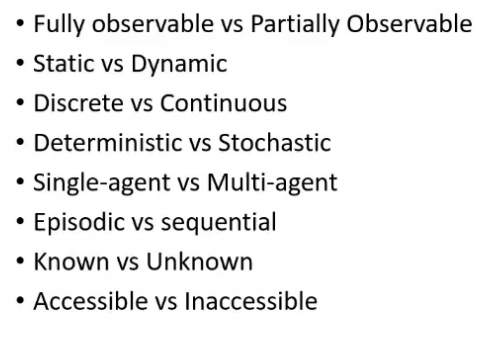 • Fully observable vs Partially Observable
• Static vs Dynamic
• Discrete vs Continuous
• Deterministic vs Stochastic
• Single-agent vs Multi-agent
• Episodic vs sequential
• Known vs Unknown
• Accessible vs Inaccessible